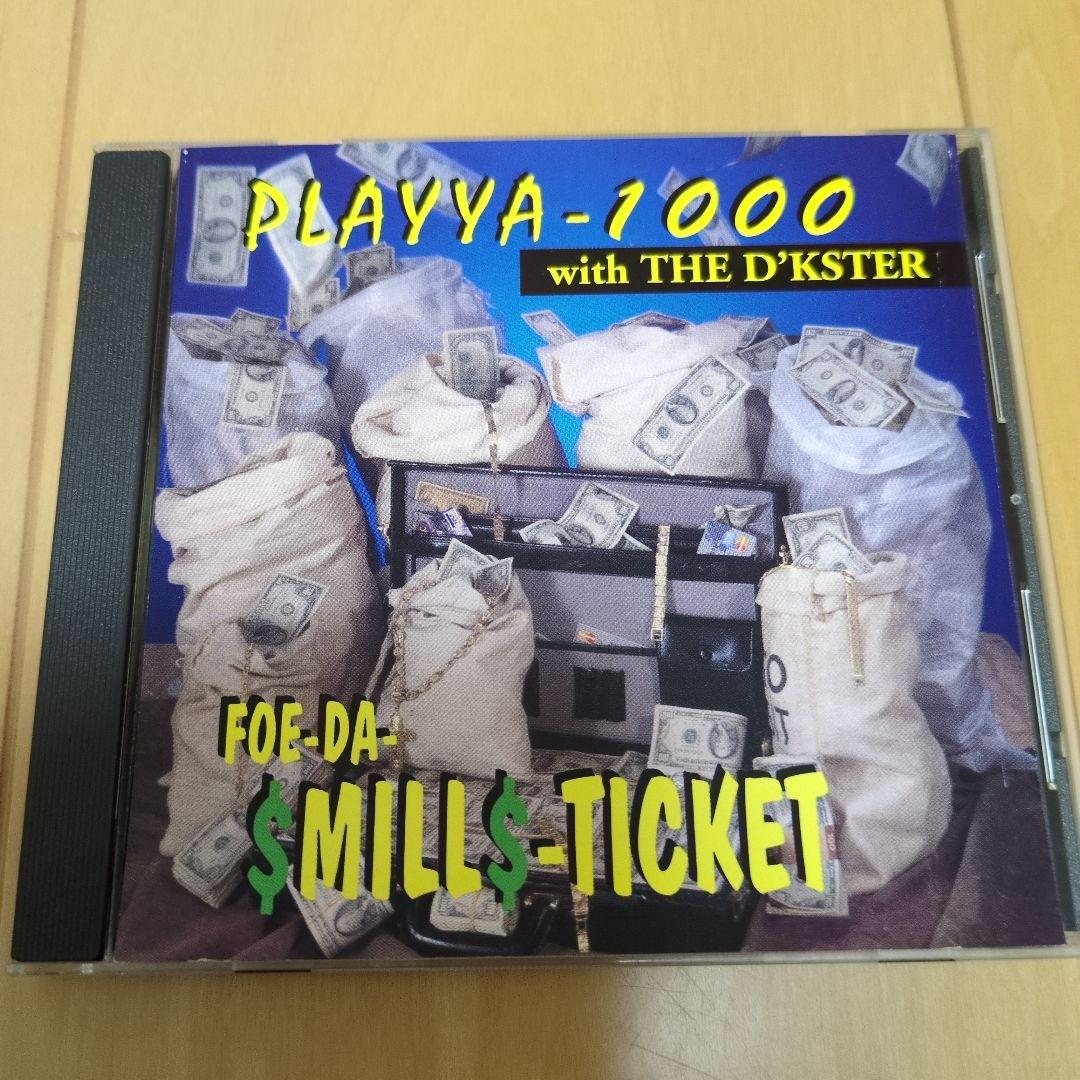 PLAYYA-1000
with THE D'KSTER
FOE-DA-
$MILL$-TICKET